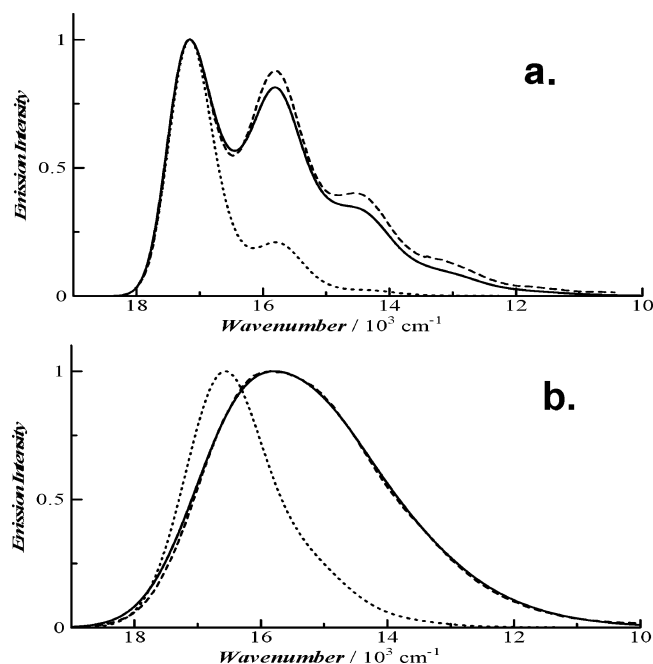 1
a.
Emission Intensity
0.5
0
18 16 14 12 10
Wavenumber / 10³ cm⁻¹
1
b.
Emission Intensity
0.5
0
18 16 14 12 10
Wavenumber / 10³ cm⁻¹